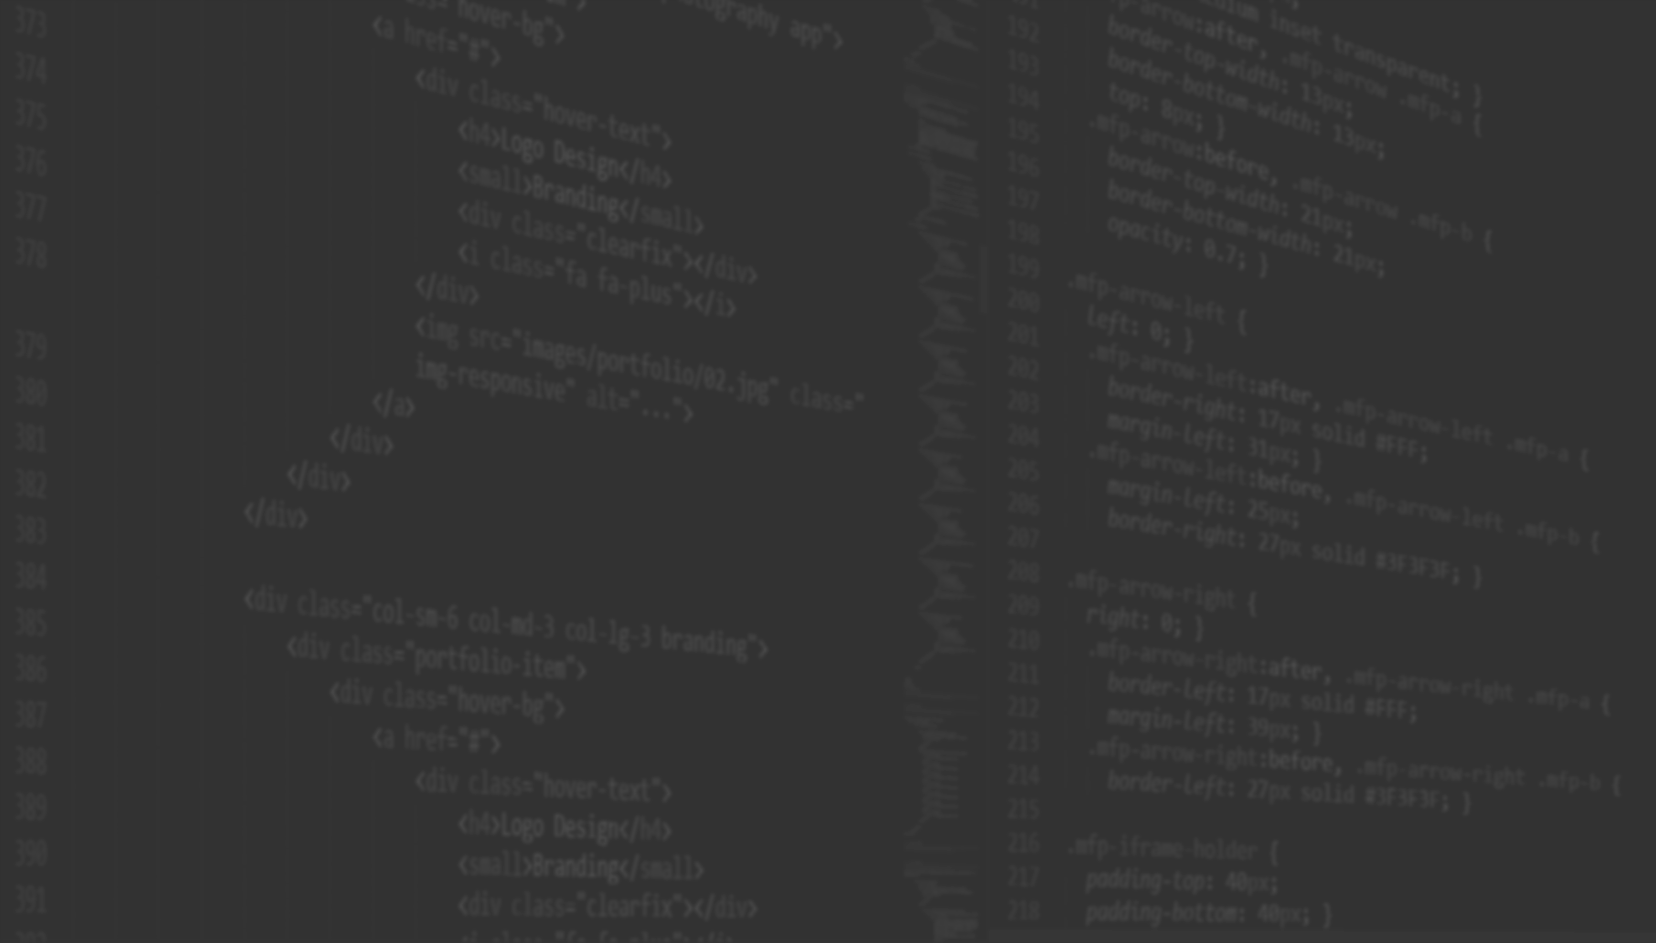 373
374
375
376
377
378
379
380
381
382
383
384
385
386
387
388
389
390
391
hover-bg">
app">
<a href="#">
<div class="hover-text">
<h4>Logo Design</h4>
<small>Branding</small>
<div class="clearfix"></div>
<i class="fa fa-plus"></i>
</div>
<img src="images/portfolio/02.jpg" class="
img-responsive" alt="...">
</a>
</div>
</div>
</div>
<div class="col-sm-6 col-md-3 col-lg-3 branding">
<div class="portfolio-item">
<div class="hover-bg">
<a href="#">
<div class="hover-text">
<h4>Logo Design</h4>
<small>Branding</small>
<div class="clearfix"></div>
192
193
194
195
196
197
198
199
200
201
202
203
204
205
206
207
208
209
210
211
212
213
214
215
216
217
218
inset transparent; }
.mfp-arrow:after, .mfp-arrow .mfp-a {
border-top-width: 13px;
border-bottom-width: 13px;
top: 8px; }
.mfp-arrow:before, .mfp-arrow .mfp-b {
border-top-width: 21px;
border-bottom-width: 21px;
opacity: 0.7; }
.mfp-arrow-left {
left: 0; }
.mfp-arrow-left:after, .mfp-arrow-left .mfp-a {
border-right: 17px solid #FFF;
margin-left: 31px; }
.mfp-arrow-left:before, .mfp-arrow-left .mfp-b {
margin-left: 25px;
border-right: 27px solid #3F3F3F; }
.mfp-arrow-right {
right: 0; }
.mfp-arrow-right:after, .mfp-arrow-right .mfp-a {
border-left: 17px solid #FFF;
margin-left: 39px; }
.mfp-arrow-right:before, .mfp-arrow-right .mfp-b {
border-left: 27px solid #3F3F3F; }
.mfp-iframe-holder {
padding-top: 40px;
padding-bottom: 40px; }